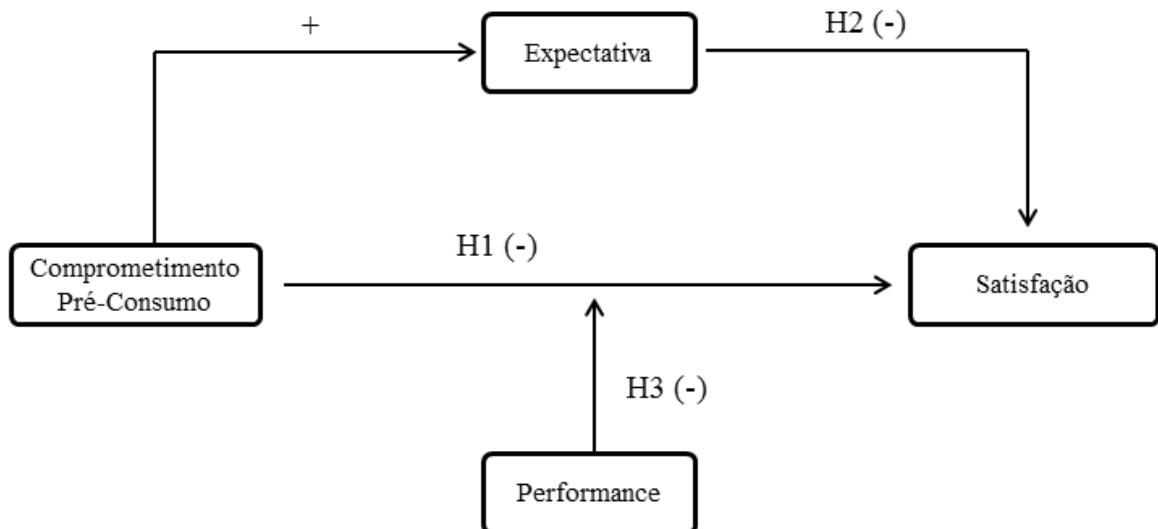 +
H2 (-)
Expectativa
H1 (-)
Comprometimento
Pré-Consumo
Satisfação
H3 (-)
Performance